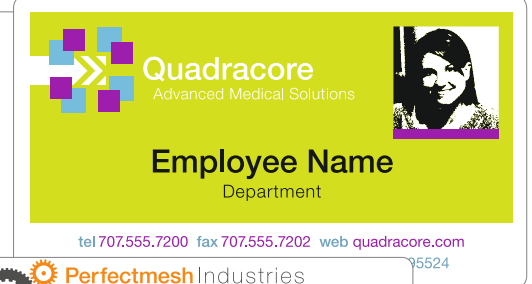 Quadracore
Advanced Medical Solutions
Employee Name
Department
tel 707.555.7200 fax 707.555.7202 web quadracore.com
95524
Perfectmesh Industries